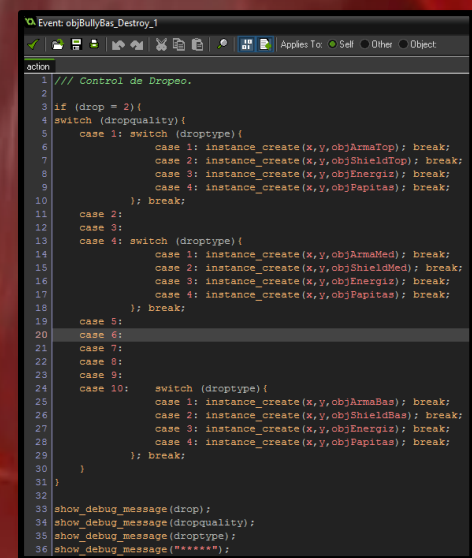 Event: objBullyBas_Destroy_1
Applies To: Self Other Object:
action
1 /// Control de Dropeo.
2
3 if (drop = 2){
4 switch (dropquality){
5     case 1: switch (droptype){
6                 case 1: instance_create(x,y,objArmaTop); break;
7                 case 2: instance_create(x,y,objShieldTop); break;
8                 case 3: instance_create(x,y,objEnergiz); break;
9                 case 4: instance_create(x,y,objPapitas); break;
10             }; break;
11     case 2:
12     case 3:
13     case 4: switch (droptype){
14                 case 1: instance_create(x,y,objArmaMed); break;
15                 case 2: instance_create(x,y,objShieldMed); break;
16                 case 3: instance_create(x,y,objEnergiz); break;
17                 case 4: instance_create(x,y,objPapitas); break;
18             }; break;
19     case 5:
20     case 6:
21     case 7:
22     case 8:
23     case 9:
24     case 10:    switch (droptype){
25                 case 1: instance_create(x,y,objArmaBas); break;
26                 case 2: instance_create(x,y,objShieldBas); break;
27                 case 3: instance_create(x,y,objEnergiz); break;
28                 case 4: instance_create(x,y,objPapitas); break;
29             }; break;
30     }
31 }
32
33 show_debug_message(drop);
34 show_debug_message(dropquality);
35 show_debug_message(droptype);
36 show_debug_message("*****");